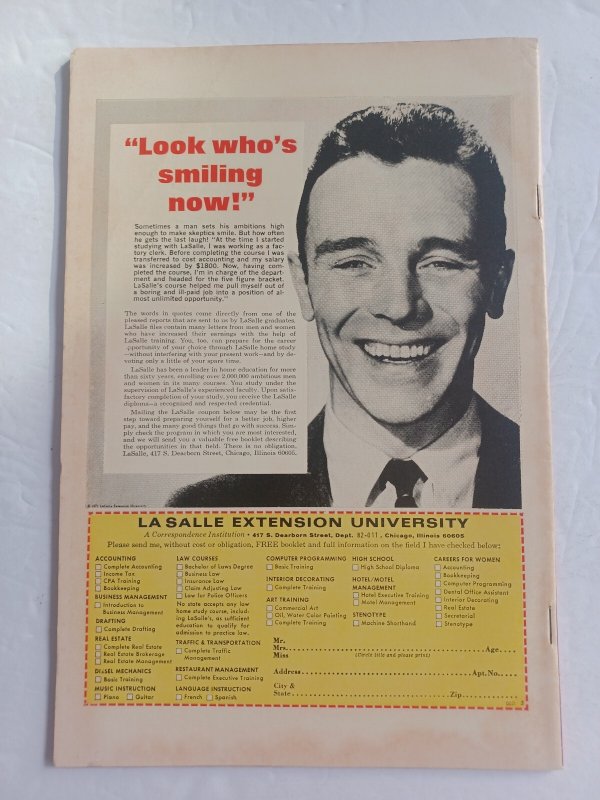 “Look who’s
smiling
now!”
Sometimes a man sets his ambitions high
enough to make skeptics smile. But how often
he gets the last laugh! “At the time I started
studying with LaSalle, I was working as a fac-
tory clerk. Before completing the course I was
transferred to cost accounting and my salary
was increased by $1800. Now, having com-
pleted the course, I’m in charge of the depart-
ment and headed for the five figure bracket.
LaSalle’s course helped me pull myself out of
a boring and ill-paid job into a position of al-
most unlimited opportunity.”
The words in quotes come directly from one of the
pleased reports that are sent to us by LaSalle graduates.
LaSalle files contain many letters from men and women
who have increased their earnings with the help of
LaSalle training. You, too, can prepare for the career
opportunity of your choice through LaSalle home study
—without interfering with your present work—and by de-
voting only a little of your spare time.
LaSalle has been a leader in home education for more
than sixty years, enrolling over 2,000,000 ambitious men
and women in its many courses. You study under the
supervision of LaSalle’s experienced faculty. Upon satis-
factory completion of your study, you receive the LaSalle
diploma—a recognized and respected credential.
Mailing the LaSalle coupon below may be the first
step toward preparing yourself for a better job, higher
pay, and the many good things that go with success. Sim-
ply check the program in which you are most interested,
and we will send you a valuable free booklet describing
the opportunities in that field. There is no obligation.
LaSalle, 417 S. Dearborn Street, Chicago, Illinois 60605.
LaSalle Extension University
LA SALLE EXTENSION UNIVERSITY
A Correspondence Institution • 417 S. Dearborn Street, Dept. 82-011, Chicago, Illinois 60605
Please send me, without cost or obligation, FREE booklet and full information on the field I have checked below:
ACCOUNTING
Complete Accounting
Income Tax
CPA Training
Bookkeeping
BUSINESS MANAGEMENT
Introduction to
Business Management
DRAFTING
Complete Drafting
REAL ESTATE
Complete Real Estate
Real Estate Brokerage
Real Estate Management
DIESEL MECHANICS
Basic Training
MUSIC INSTRUCTION
Piano Guitar
LAW COURSES
Bachelor of Laws Degree
Business Law
Insurance Law
Claim Adjusting Law
Law for Police Officers
No state accepts any law
home study course, includ-
ing LaSalle’s, as sufficient
education to qualify for
admission to practice law.
TRAFFIC & TRANSPORTATION
Complete Traffic
Management
RESTAURANT MANAGEMENT
Complete Executive Training
LANGUAGE INSTRUCTION
French Spanish
COMPUTER PROGRAMMING
Basic Training
INTERIOR DECORATING
Complete Training
ART TRAINING
Commercial Art
Oil, Water Color Painting
Complete Training
HIGH SCHOOL
High School Diploma
HOTEL/MOTEL
MANAGEMENT
Hotel Executive Training
Motel Management
STENOTYPE
Machine Shorthand
CAREERS FOR WOMEN
Accounting
Bookkeeping
Computer Programming
Dental Office Assistant
Interior Decorating
Real Estate
Secretarial
Stenotype
Mr.
Mrs. Age
Miss (Circle title and please print)
Address Apt. No.
City &
State Zip